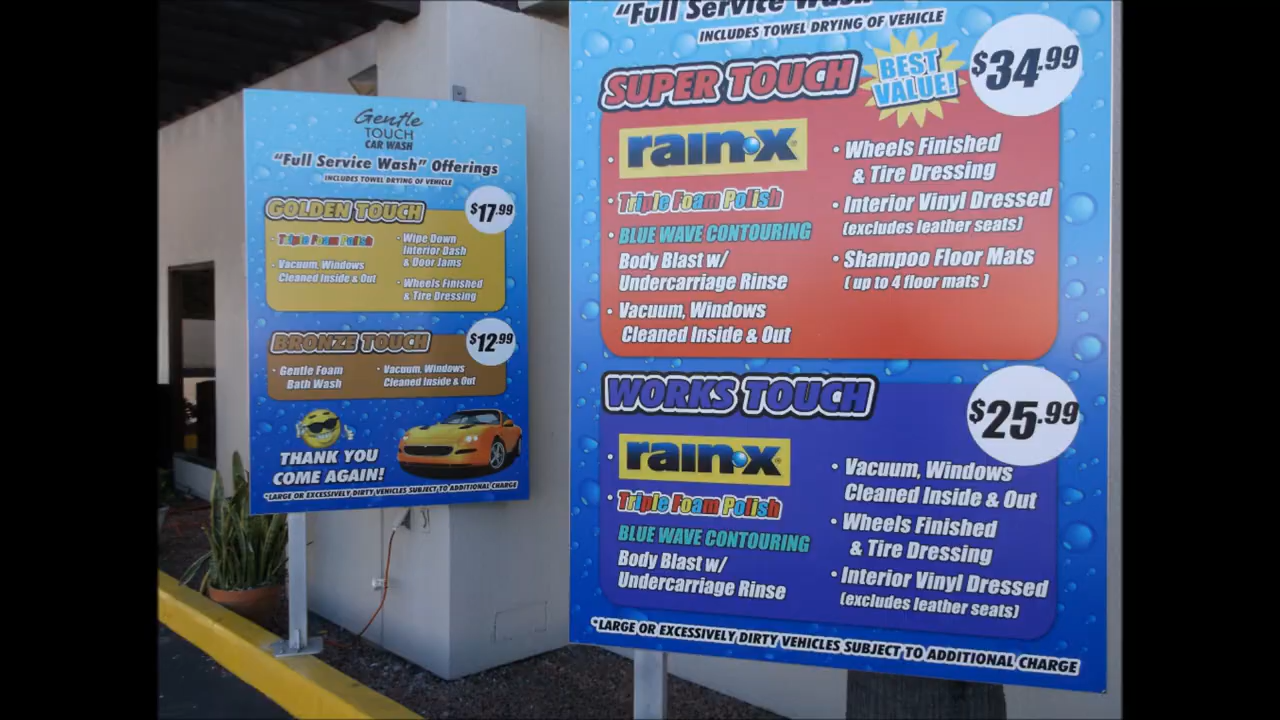 Gentle
TOUCH
CAR WASH
"Full Service Wash" Offerings
INCLUDES TOWEL DRYING OF VEHICLE
GOLDEN TOUCH
$17.99
• Triple Foam Polish
• Vacuum, Windows
Cleaned Inside & Out
• Wipe Down
Interior Dash
& Door Jams
• Wheels Finished
& Tire Dressing
BRONZE TOUCH
$12.99
• Gentle Foam
Bath Wash
• Vacuum, Windows
Cleaned Inside & Out
THANK YOU
COME AGAIN!
*LARGE OR EXCESSIVELY DIRTY VEHICLES SUBJECT TO ADDITIONAL CHARGE
"Full Service Wash"
INCLUDES TOWEL DRYING OF VEHICLE
SUPER TOUCH
BEST
VALUE!
$34.99
• rain-x
• Triple Foam Polish
• BLUE WAVE CONTOURING
Body Blast w/
Undercarriage Rinse
• Vacuum, Windows
Cleaned Inside & Out
• Wheels Finished
& Tire Dressing
• Interior Vinyl Dressed
(excludes leather seats)
• Shampoo Floor Mats
( up to 4 floor mats )
WORKS TOUCH
$25.99
• rain-x
• Triple Foam Polish
BLUE WAVE CONTOURING
Body Blast w/
Undercarriage Rinse
• Vacuum, Windows
Cleaned Inside & Out
• Wheels Finished
& Tire Dressing
• Interior Vinyl Dressed
(excludes leather seats)
*LARGE OR EXCESSIVELY DIRTY VEHICLES SUBJECT TO ADDITIONAL CHARGE